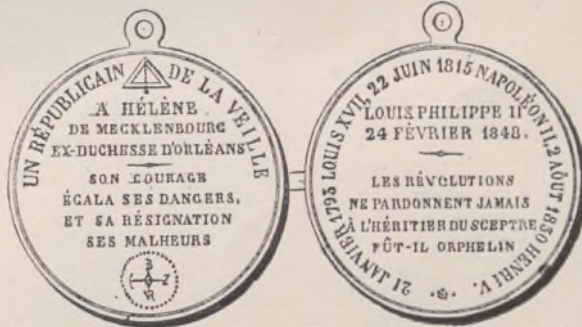 UN RÉPUBLICAIN DE LA VEILLE
A HÉLÈNE
DE MECKLENBOURG
EX-DUCHESSE D'ORLÉANS
SON COURAGE
ÉGALA SES DANGERS,
ET SA RÉSIGNATION
SES MALHEURS
21 JANVIER 1793 LOUIS XVII, 22 JUIN 1815 NAPOLÉON II, 2 AOUT 1830 HENRI V.
LOUIS PHILIPPE II
24 FÉVRIER 1848.
LES RÉVOLUTIONS
NE PARDONNENT JAMAIS
À L'HÉRITIER DU SCEPTRE
FÛT-IL ORPHELIN